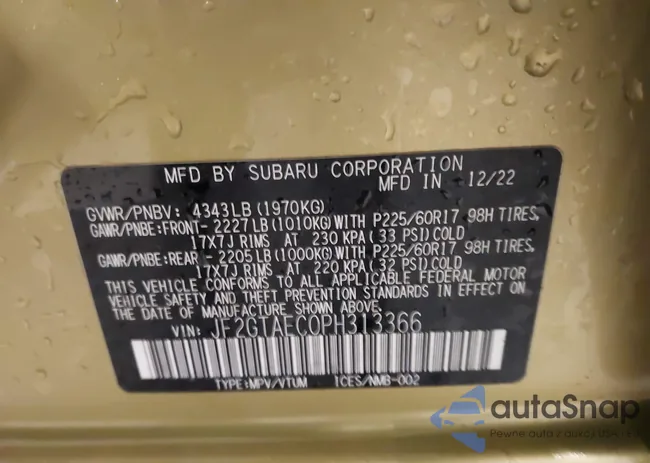 MFD BY SUBARU CORPORATION
MFD IN 12/22
GVWR/PNBV: 4343LB(1970KG)
GAWR/PNBE:FRONT- 2227LB(1010KG)WITH P225/60R17 98H TIRES,
17X7J RIMS AT 230 KPA(33 PSI)COLD
GAWR/PNBE:REAR - 2205LB(1000KG)WITH P225/60R17 98H TIRES,
17X7J RIMS AT 220 KPA(32 PSI)COLD
THIS VEHICLE CONFORMS TO ALL APPLICABLE FEDERAL MOTOR
VEHICLE SAFETY AND THEFT PREVENTION STANDARDS IN EFFECT ON
THE DATE OF MANUFACTURE SHOWN ABOVE.
VIN: JF2GTAEC0PH313366
TYPE:MPV/VTUM ICES/NMB-002
autaSnap
Pewne auta z aukcji USA